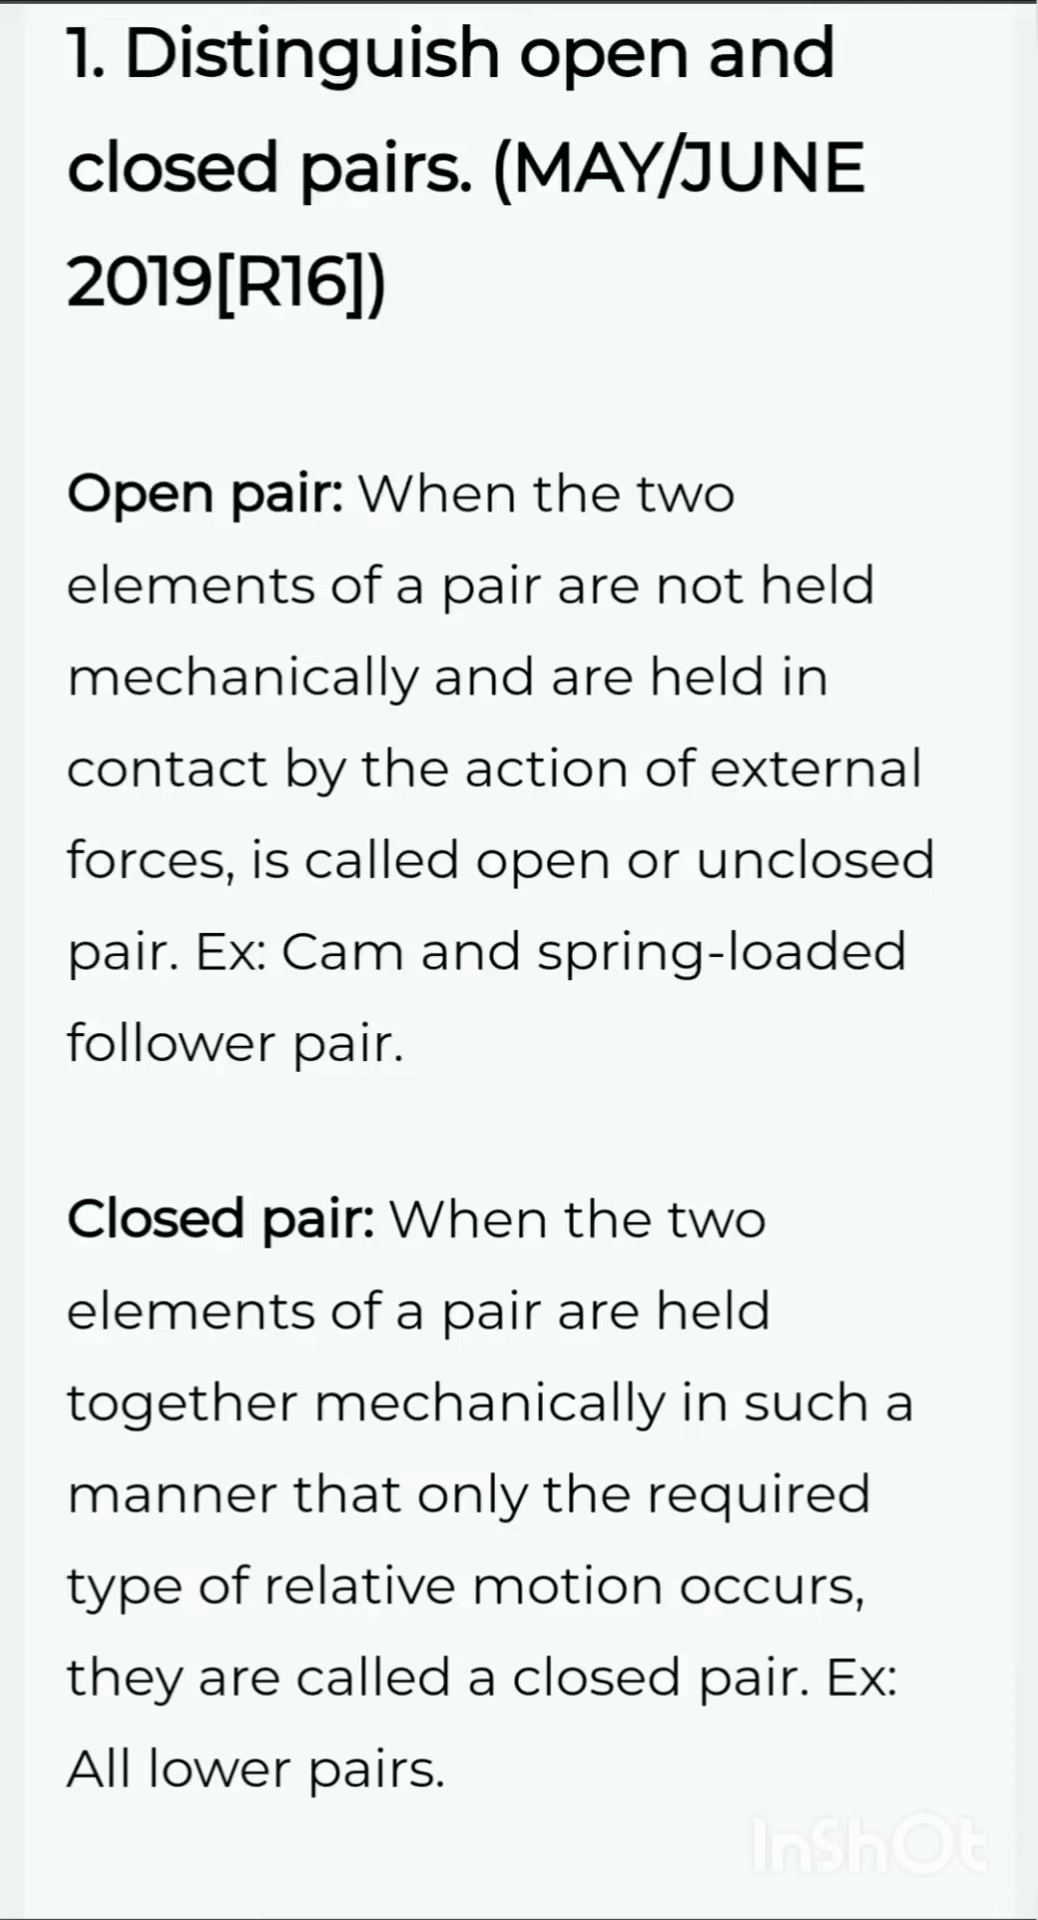 1. Distinguish open and
closed pairs. (MAY/JUNE
2019[R16])
Open pair: When the two
elements of a pair are not held
mechanically and are held in
contact by the action of external
forces, is called open or unclosed
pair. Ex: Cam and spring-loaded
follower pair.
Closed pair: When the two
elements of a pair are held
together mechanically in such a
manner that only the required
type of relative motion occurs,
they are called a closed pair. Ex:
All lower pairs.
InShOt